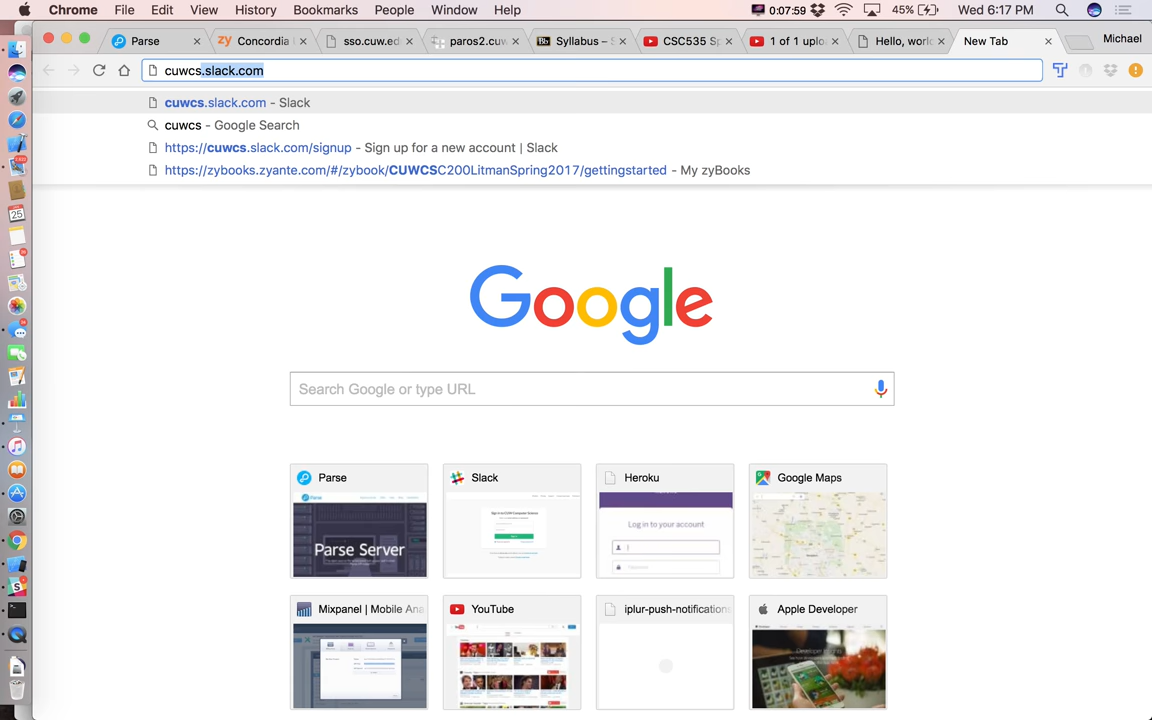 Chrome File Edit View History Bookmarks People Window Help 0:07:59 45% Wed 6:17 PM
Parse Concordia sso.cuw.ed paros2.cuw Syllabus – CSC535 Sp 1 of 1 uplo Hello, worl New Tab Michael
cuwcs.slack.com
cuwcs.slack.com - Slack
cuwcs - Google Search
https://cuwcs.slack.com/signup - Sign up for a new account | Slack
https://zybooks.zyante.com/#/zybook/CUWCSC200LitmanSpring2017/gettingstarted - My zyBooks
Google
Search Google or type URL
Parse Slack Heroku Google Maps
Parse
Parse Server
Log in to your account
Mixpanel | Mobile Ana YouTube iplur-push-notifications Apple Developer